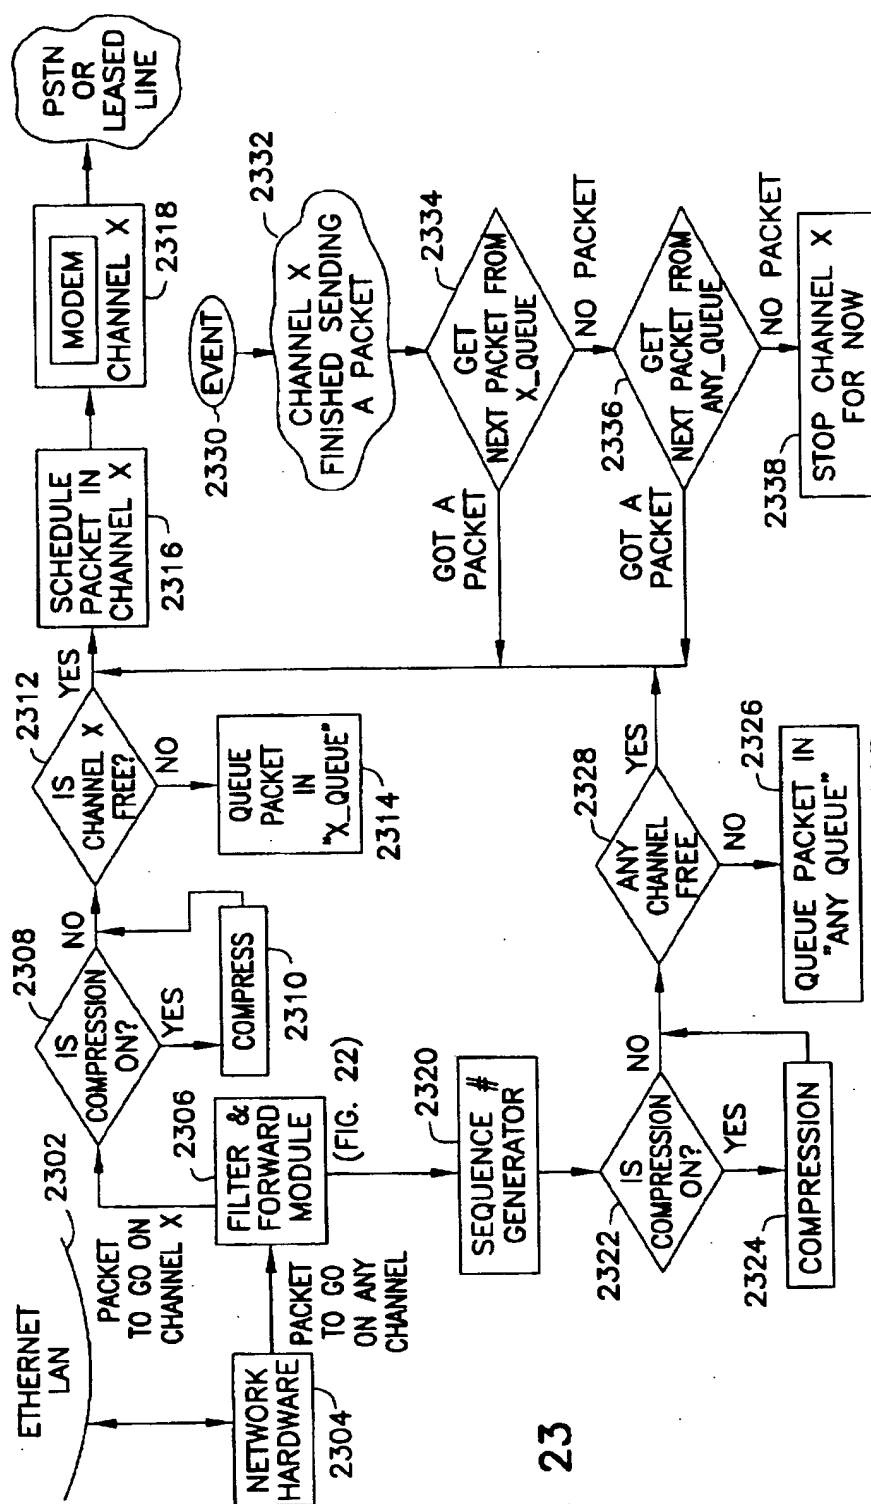 ETHERNET
LAN
2302
NETWORK
HARDWARE
2304
PACKET
TO GO ON
CHANNEL X
PACKET
TO GO
ON ANY
CHANNEL
2306
FILTER &
FORWARD
MODULE
(FIG. 22)
2308
IS
COMPRESSION
ON?
NO
YES
COMPRESS
2310
2312
IS
CHANNEL X
FREE?
YES
NO
QUEUE
PACKET
IN
"X_QUEUE"
2314
SCHEDULE
PACKET IN
CHANNEL X
2316
MODEM
CHANNEL X
2318
PSTN
OR
LEASED
LINE
2320
SEQUENCE #
GENERATOR
IS
COMPRESSION
ON?
2322
NO
YES
COMPRESSION
2324
2328
ANY
CHANNEL
FREE
YES
NO
2326
QUEUE PACKET IN
"ANY QUEUE"
EVENT
2330
2332
CHANNEL X
FINISHED SENDING
A PACKET
2334
GET
NEXT PACKET FROM
X_QUEUE
GOT A
PACKET
NO PACKET
2336
GET
NEXT PACKET FROM
ANY_QUEUE
GOT A
PACKET
NO PACKET
2338
STOP CHANNEL X
FOR NOW
23